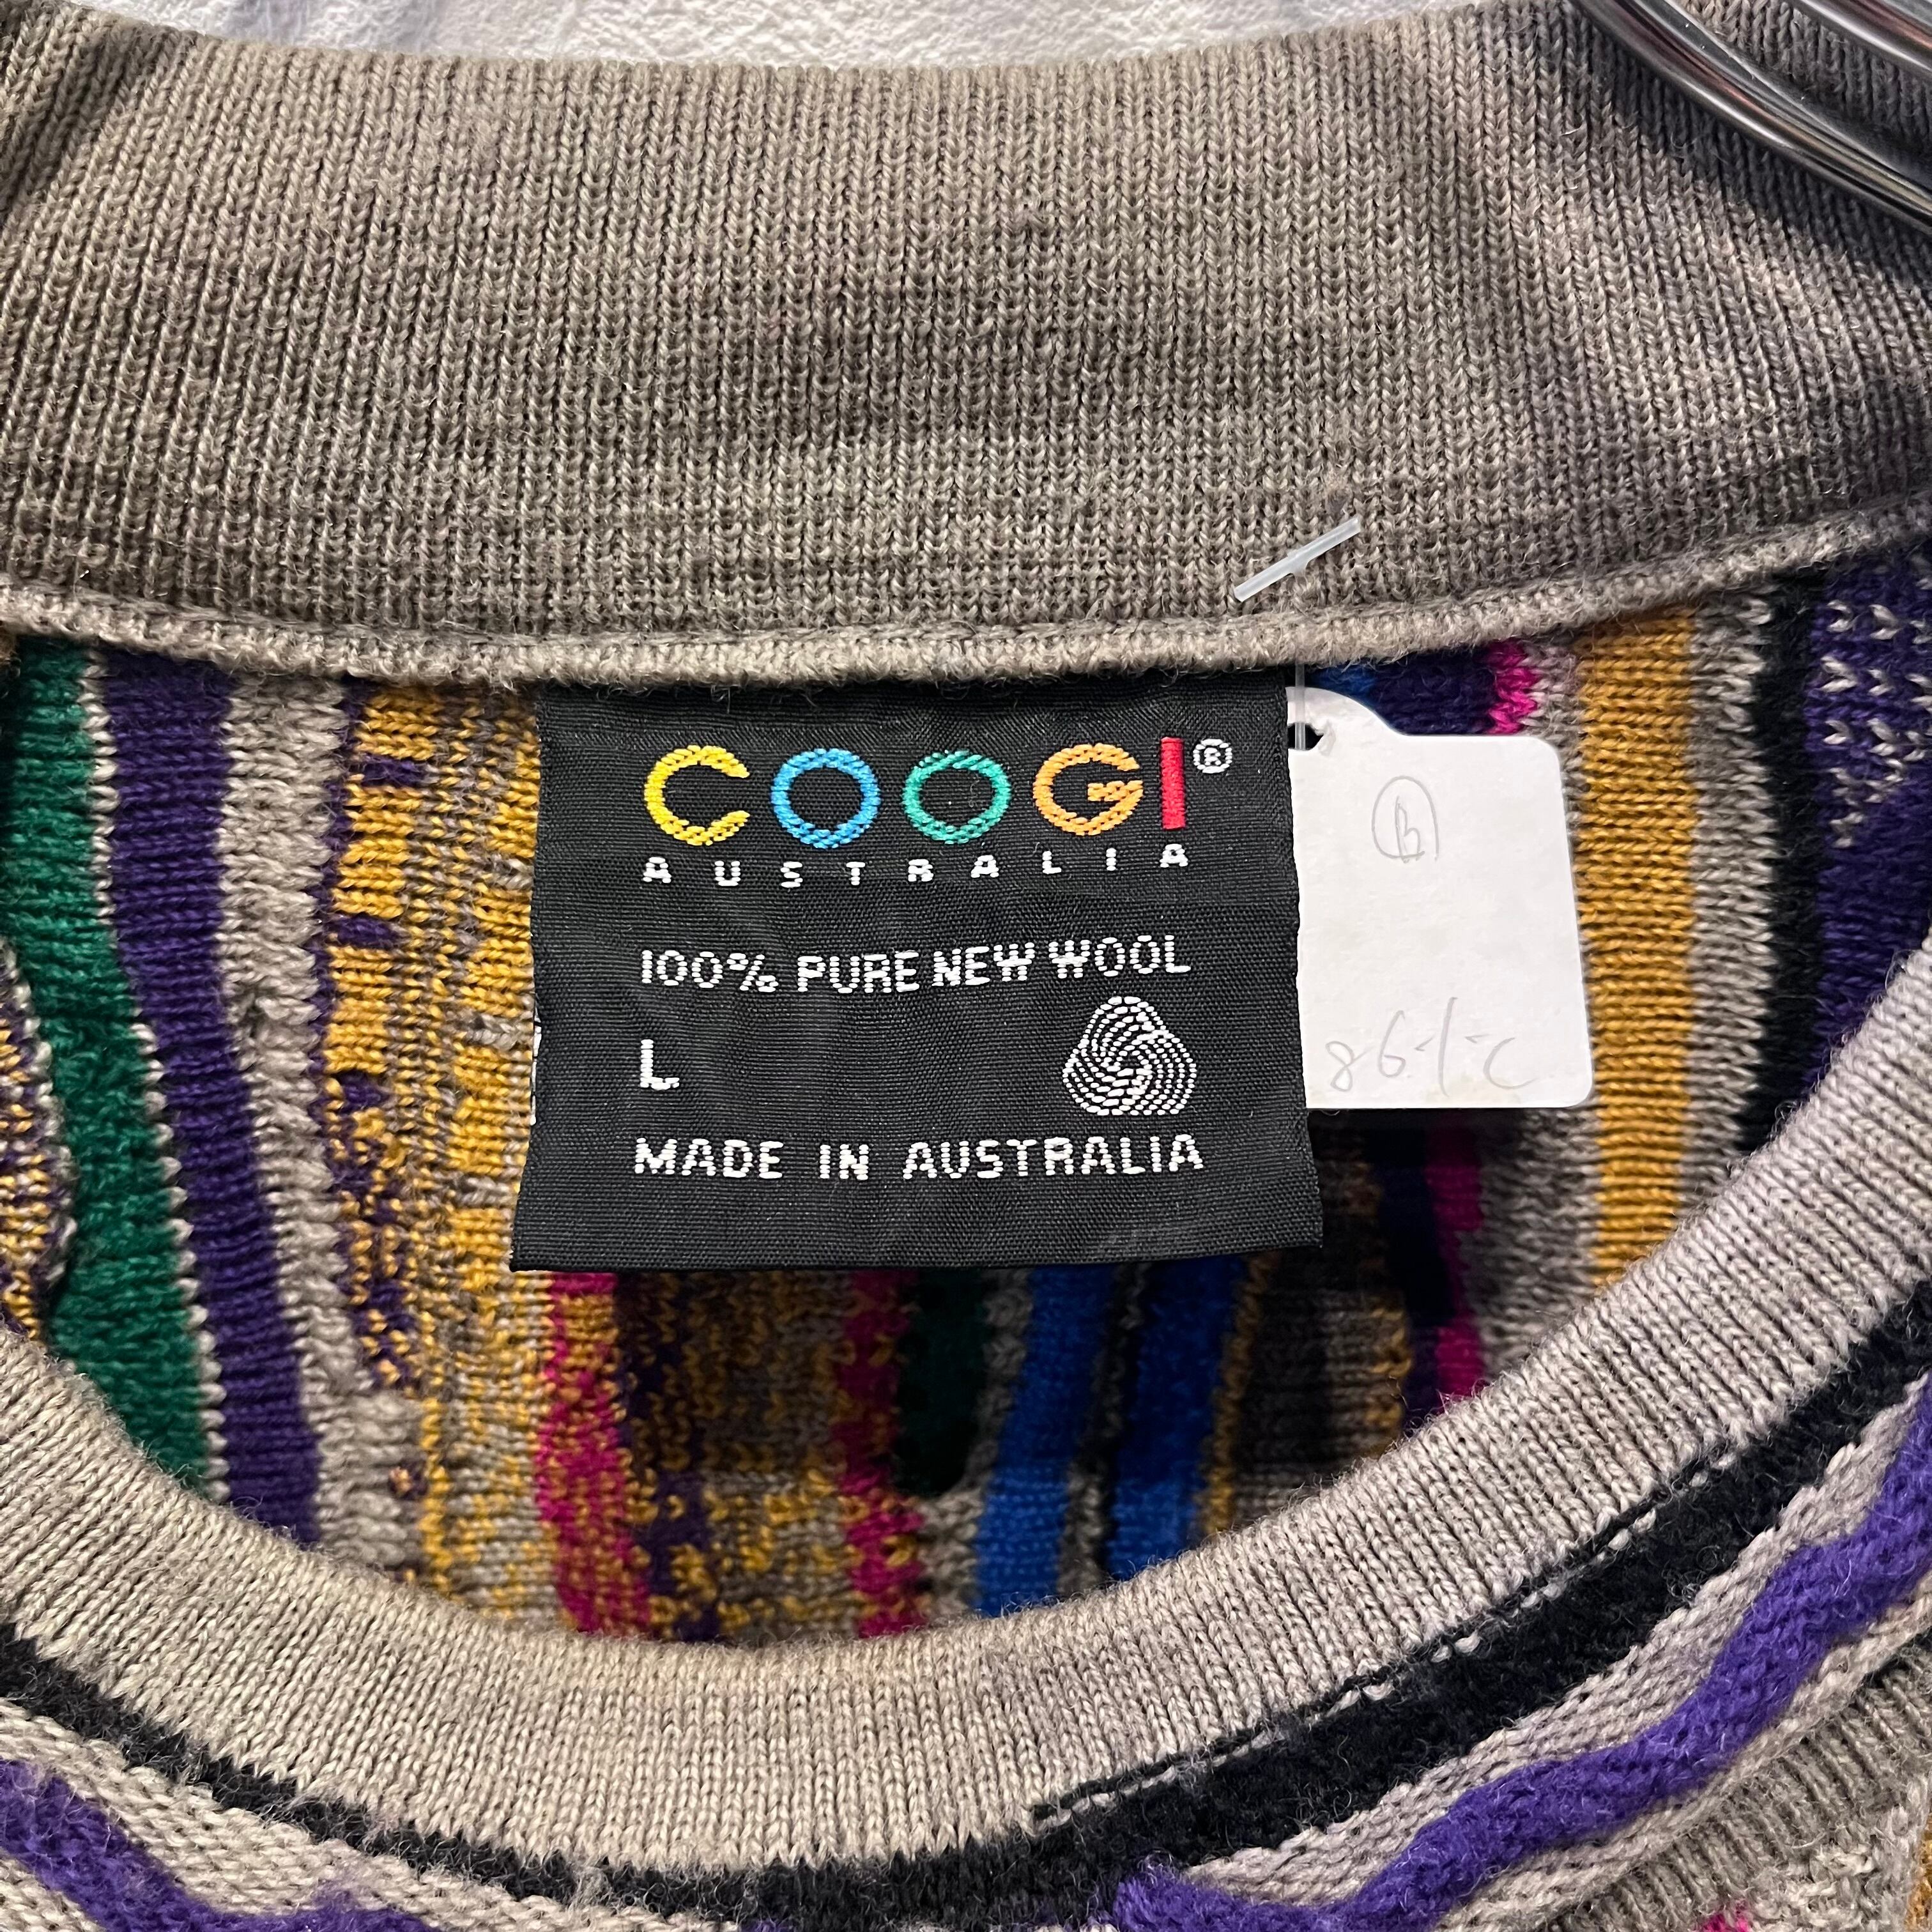 COOGI®
AUSTRALIA
100% PURE NEW WOOL
L
MADE IN AUSTRALIA
B